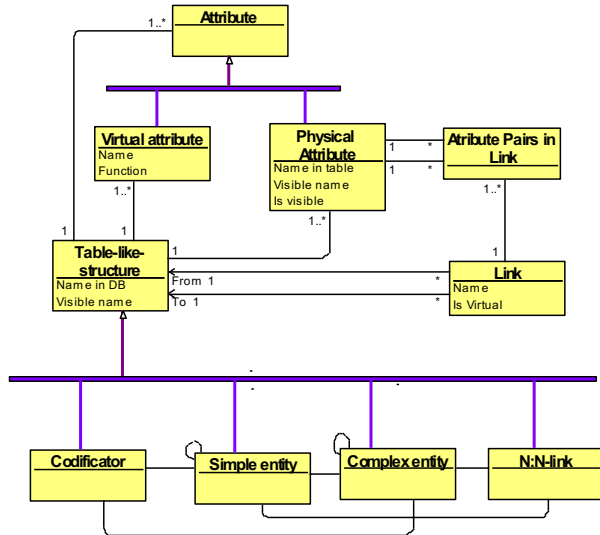 Attribute
1..*
Virtual attribute
Name
Function
Physical
Attribute
Name in table
Visible name
Is visible
1
*
1
*
Atribute Pairs in
Link
1..*
1..*
1..*
1
1
1
1
Table-like-
structure
Name in DB
Visible name
From 1
*
To 1
*
Link
Name
Is Virtual
Codificator
Simple entity
Complex entity
N:N-link